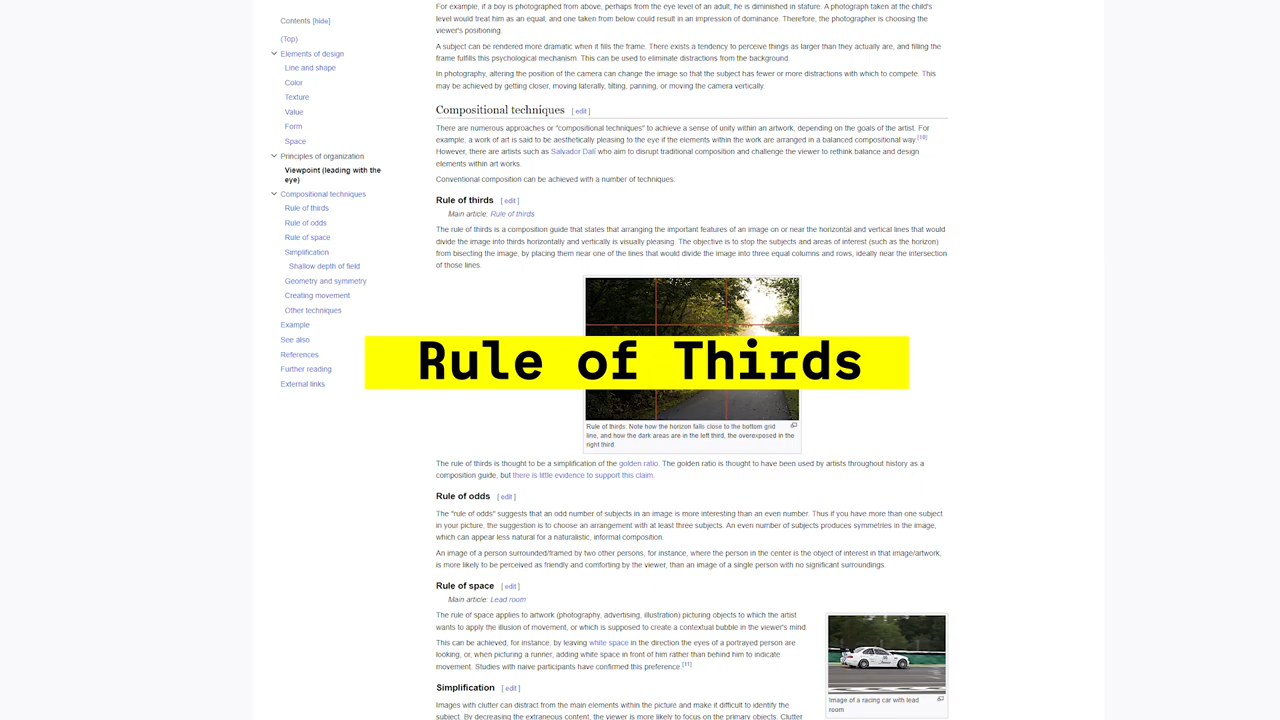 Contents [hide]
(Top)
Elements of design
Line and shape
Color
Texture
Value
Form
Space
Principles of organization
Viewpoint (leading with the
eye)
Compositional techniques
Rule of thirds
Rule of odds
Rule of space
Simplification
Shallow depth of field
Geometry and symmetry
Creating movement
Other techniques
Example
See also
References
Further reading
External links
For example, if a boy is photographed from above, perhaps from the eye level of an adult, he is diminished in stature. A photograph taken at the child's
level would treat him as an equal, and one taken from below could result in an impression of dominance. Therefore, the photographer is choosing the
viewer's positioning.
A subject can be rendered more dramatic when it fills the frame. There exists a tendency to perceive things as larger than they actually are, and filling the
frame fulfills this psychological mechanism. This can be used to eliminate distractions from the background.
In photography, altering the position of the camera can change the image so that the subject has fewer or more distractions with which to compete. This
may be achieved by getting closer, moving laterally, tilting, panning, or moving the camera vertically.
Compositional techniques [ edit ]
There are numerous approaches or "compositional techniques" to achieve a sense of unity within an artwork, depending on the goals of the artist. For
example, a work of art is said to be aesthetically pleasing to the eye if the elements within the work are arranged in a balanced compositional way.[10]
However, there are artists such as Salvador Dalí who aim to disrupt traditional composition and challenge the viewer to rethink balance and design
elements within art works.
Conventional composition can be achieved with a number of techniques:
Rule of thirds [ edit ]
Main article: Rule of thirds
The rule of thirds is a composition guide that states that arranging the important features of an image on or near the horizontal and vertical lines that would
divide the image into thirds horizontally and vertically is visually pleasing. The objective is to stop the subjects and areas of interest (such as the horizon)
from bisecting the image, by placing them near one of the lines that would divide the image into three equal columns and rows, ideally near the intersection
of those lines.
Rule of Thirds
Rule of thirds: Note how the horizon falls close to the bottom grid
line, and how the dark areas are in the left third, the overexposed in the
right third.
The rule of thirds is thought to be a simplification of the golden ratio. The golden ratio is thought to have been used by artists throughout history as a
composition guide, but there is little evidence to support this claim.
Rule of odds [ edit ]
The "rule of odds" suggests that an odd number of subjects in an image is more interesting than an even number. Thus if you have more than one subject
in your picture, the suggestion is to choose an arrangement with at least three subjects. An even number of subjects produces symmetries in the image,
which can appear less natural for a naturalistic, informal composition.
An image of a person surrounded/framed by two other persons, for instance, where the person in the center is the object of interest in that image/artwork,
is more likely to be perceived as friendly and comforting by the viewer, than an image of a single person with no significant surroundings.
Rule of space [ edit ]
Main article: Lead room
The rule of space applies to artwork (photography, advertising, illustration) picturing objects to which the artist
wants to apply the illusion of movement, or which is supposed to create a contextual bubble in the viewer's mind.
This can be achieved, for instance, by leaving white space in the direction the eyes of a portrayed person are
looking, or, when picturing a runner, adding white space in front of him rather than behind him to indicate
movement. Studies with naive participants have confirmed this preference.[11]
Image of a racing car with lead
room
Simplification [ edit ]
Images with clutter can distract from the main elements within the picture and make it difficult to identify the
subject. By decreasing the extraneous content, the viewer is more likely to focus on the primary objects. Clutter